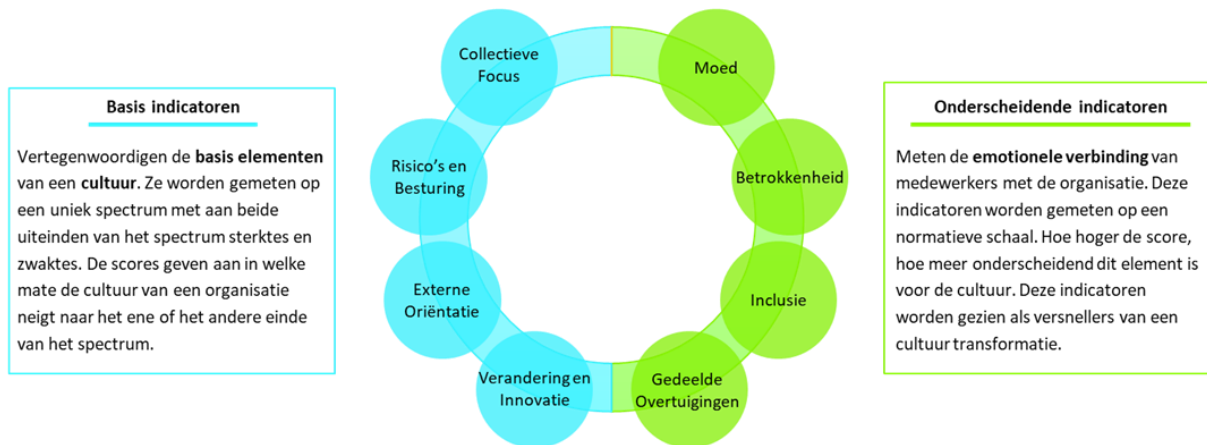 Basis indicatoren
Vertegenwoordigen de basis elementen
van een cultuur. Ze worden gemeten op
een uniek spectrum met aan beide
uiteinden van het spectrum sterktes en
zwaktes. De scores geven aan in welke
mate de cultuur van een organisatie
neigt naar het ene of het andere einde
van het spectrum.
Collectieve
Focus
Risico's en
Besturing
Externe
Oriëntatie
Verandering en
Innovatie
Moed
Betrokkenheid
Inclusie
Gedeelde
Overtuigingen
Onderscheidende indicatoren
Meten de emotionele verbinding van
medewerkers met de organisatie. Deze
indicatoren worden gemeten op een
normatieve schaal. Hoe hoger de score,
hoe meer onderscheidend dit element is
voor de cultuur. Deze indicatoren
worden gezien als versnellers van een
cultuur transformatie.